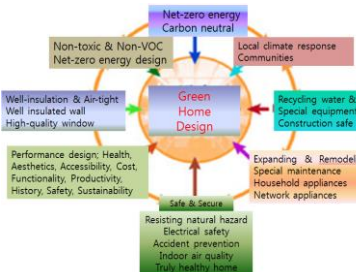 Net-zero energy
Carbon neutral
Non-toxic & Non-VOC
Net-zero energy design
Local climate response
Communities
Well-insulation & Air-tight
Well insulated wall
High-quality window
Green
Home
Design
Recycling water &
Special equipment
Construction safe
Performance design; Health,
Aesthetics, Accessibility, Cost,
Functionality, Productivity,
History, Safety, Sustainability
Expanding & Remodel
Special maintenance
Household appliances
Network appliances
Safe & Secure
Resisting natural hazard
Electrical safety
Accident prevention
Indoor air quality
Truly healthy home